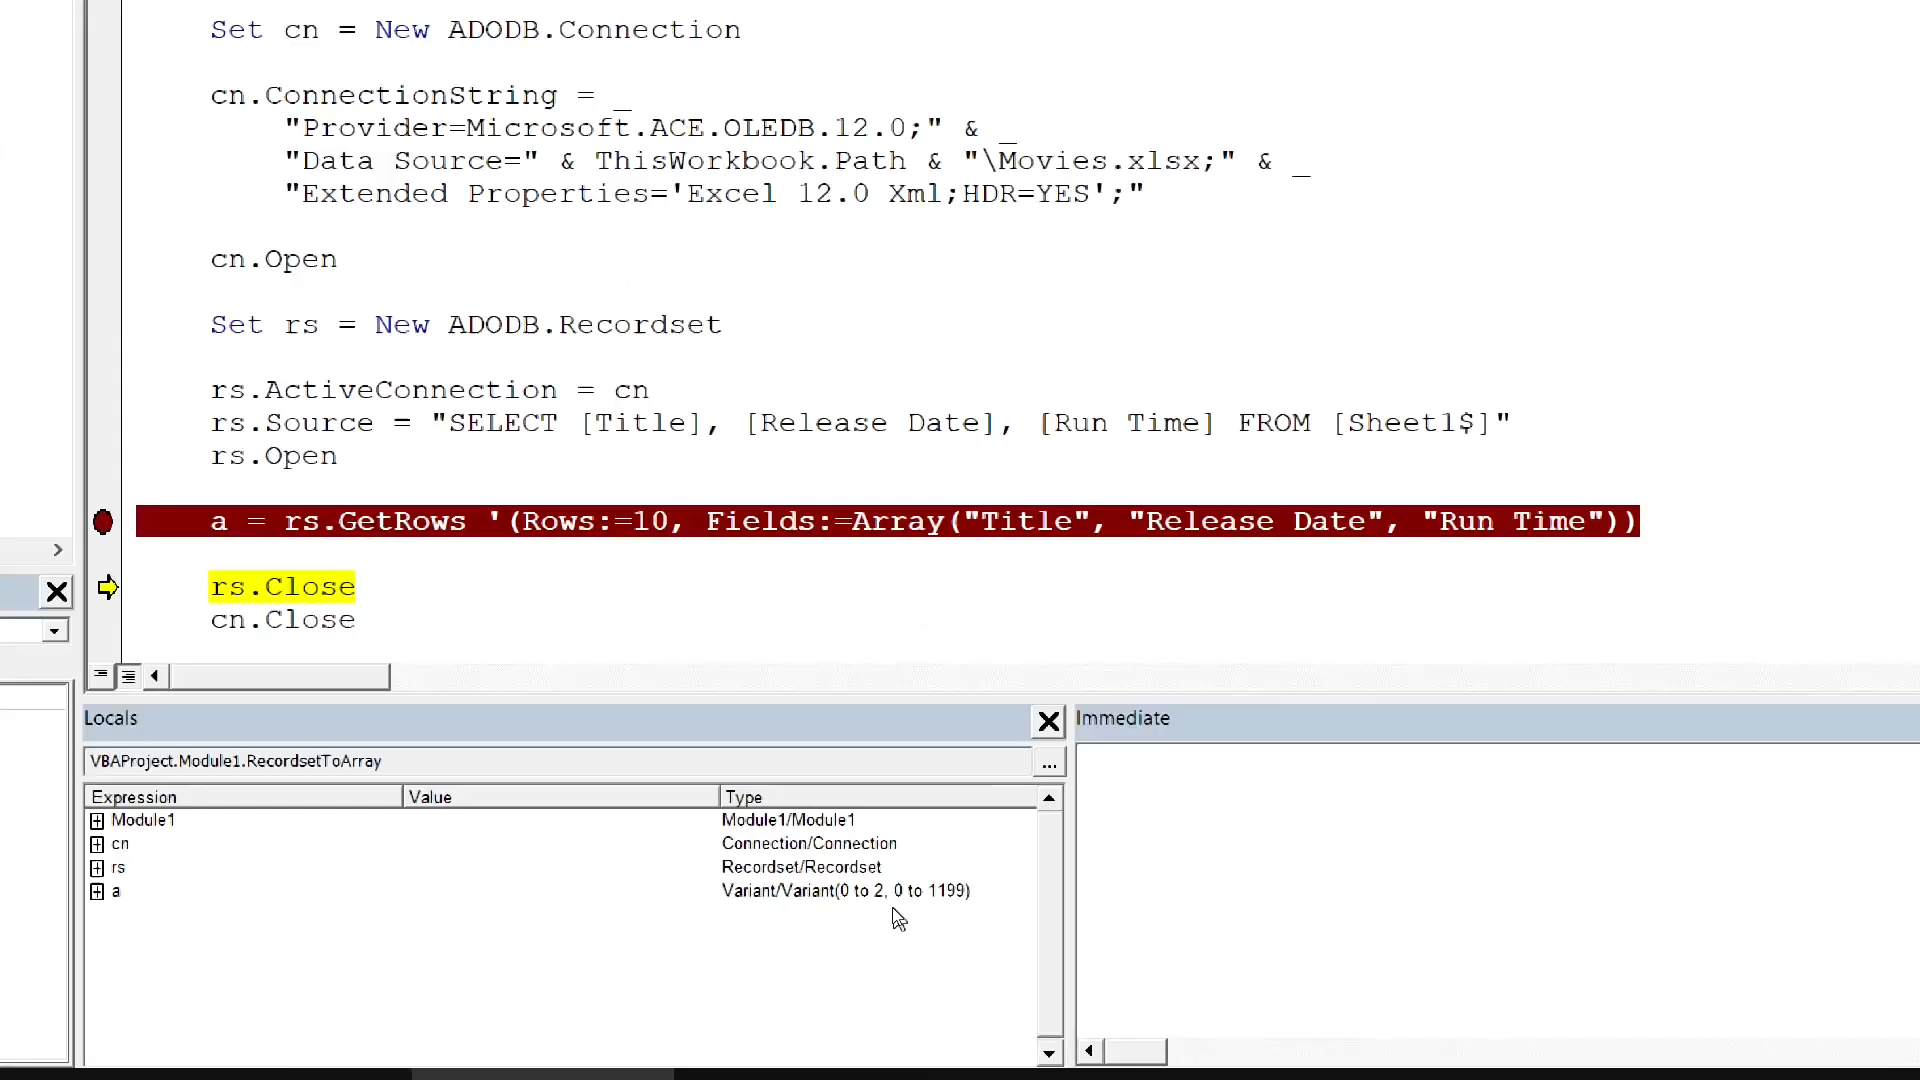 Set cn = New ADODB.Connection
cn.ConnectionString = _
"Provider=Microsoft.ACE.OLEDB.12.0;" & _
"Data Source=" & ThisWorkbook.Path & "\Movies.xlsx;" & _
"Extended Properties='Excel 12.0 Xml;HDR=YES';"
cn.Open
Set rs = New ADODB.Recordset
rs.ActiveConnection = cn
rs.Source = "SELECT [Title], [Release Date], [Run Time] FROM [Sheet1$]"
rs.Open
a = rs.GetRows '(Rows:=10, Fields:=Array("Title", "Release Date", "Run Time"))
rs.Close
cn.Close
Locals
VBAProject.Module1.RecordsetToArray
...
Expression Value Type
Module1 Module1/Module1
cn Connection/Connection
rs Recordset/Recordset
a Variant/Variant(0 to 2, 0 to 1199)
Immediate